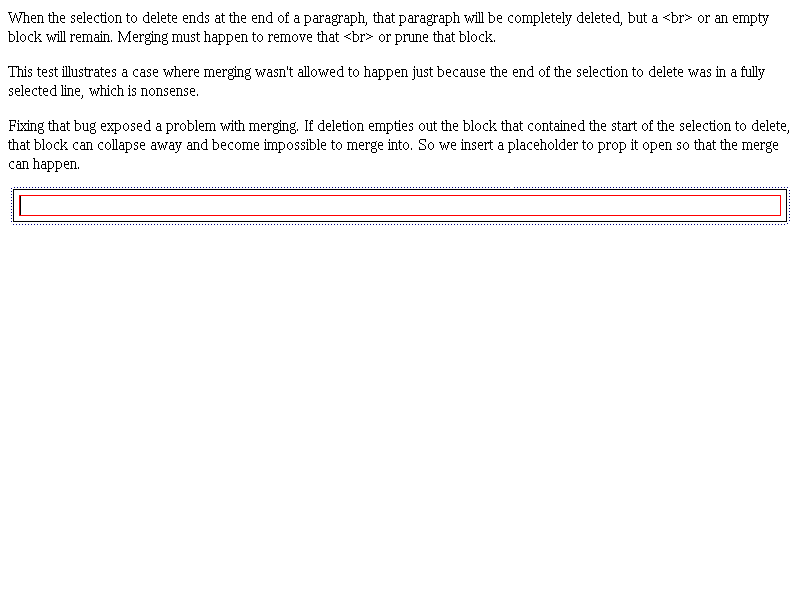 When the selection to delete ends at the end of a paragraph, that paragraph will be completely deleted, but a <br> or an empty
block will remain. Merging must happen to remove that <br> or prune that block.
This test illustrates a case where merging wasn't allowed to happen just because the end of the selection to delete was in a fully
selected line, which is nonsense.
Fixing that bug exposed a problem with merging. If deletion empties out the block that contained the start of the selection to delete,
that block can collapse away and become impossible to merge into. So we insert a placeholder to prop it open so that the merge
can happen.